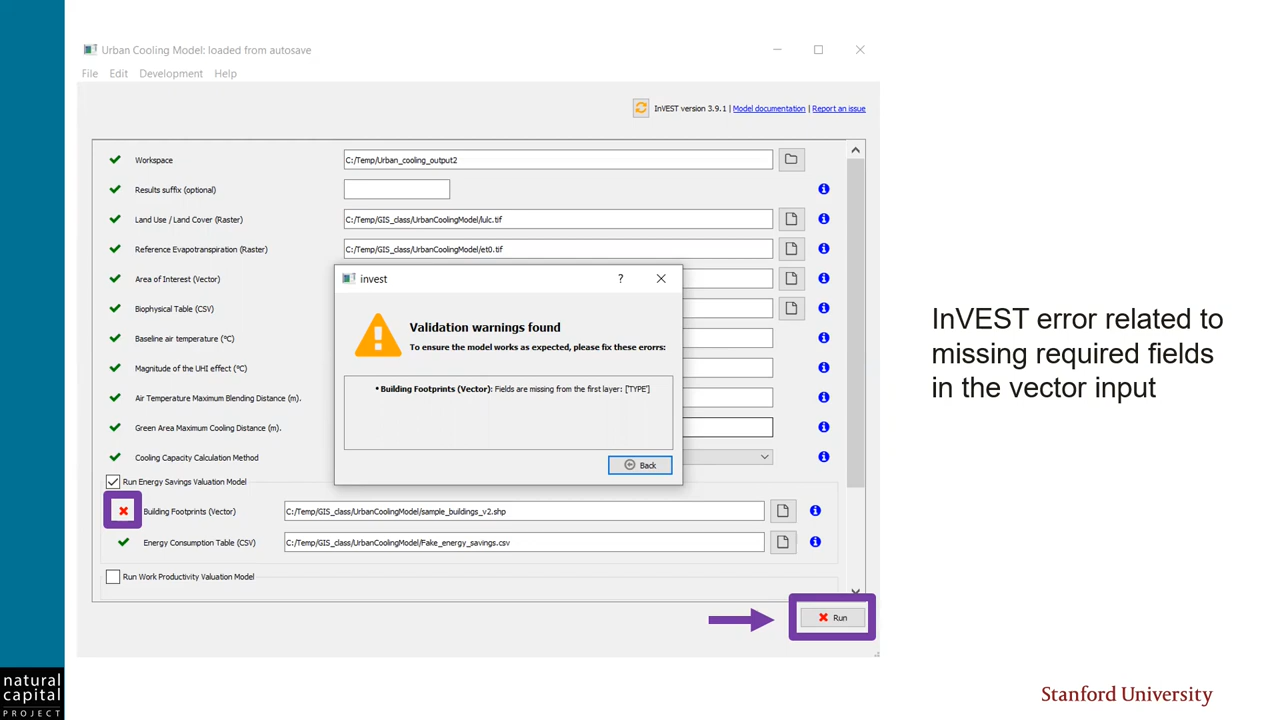 Urban Cooling Model: loaded from autosave
File Edit Development Help
InVEST version 3.9.1 | Model documentation | Report an issue
Workspace C:/Temp/Urban_cooling_output2
Results suffix (optional)
Land Use / Land Cover (Raster) C:/Temp/GIS_class/UrbanCoolingModel/lulc.tif
Reference Evapotranspiration (Raster) C:/Temp/GIS_class/UrbanCoolingModel/et0.tif
Area of Interest (Vector)
Biophysical Table (CSV)
Baseline air temperature (°C)
Magnitude of the UHI effect (°C)
Air Temperature Maximum Blending Distance (m).
Green Area Maximum Cooling Distance (m).
Cooling Capacity Calculation Method
invest ?
Validation warnings found
To ensure the model works as expected, please fix these erorrs:
* Building Footprints (Vector): Fields are missing from the first layer: ['TYPE']
Back
Run Energy Savings Valuation Model
Building Footprints (Vector) C:/Temp/GIS_class/UrbanCoolingModel/sample_buildings_v2.shp
Energy Consumption Table (CSV) C:/Temp/GIS_class/UrbanCoolingModel/Fake_energy_savings.csv
Run Work Productivity Valuation Model
Run
InVEST error related to
missing required fields
in the vector input
natural
capital
PROJECT
Stanford University